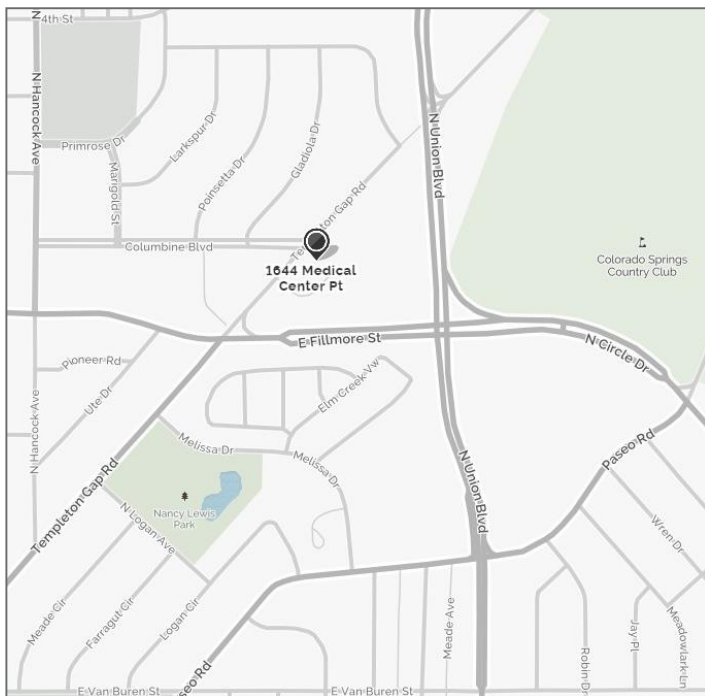 N 4th St
N Hancock Ave
Primrose Dr
Larkspur Dr
Marigold St
Poinsetta Dr
Gladiola Dr
N Union Blvd
Templeton Gap Rd
Columbine Blvd
1644 Medical
Center Pt
Colorado Springs
Country Club
E Fillmore St
N Circle Dr
Pioneer Rd
Ute Dr
N Hancock Ave
Elm Creek Vw
Melissa Dr
Melissa Dr
Paseo Rd
N Union Blvd
Templeton Gap Rd
Nancy Lewis
Park
N Logan Ave
Wren Dr
Meade Cir
Farragut Cir
Logan Cir
Meade Ave
Robin Dr
Jay Pl
Meadowlark Ln
E Van Buren St
aseo Rd